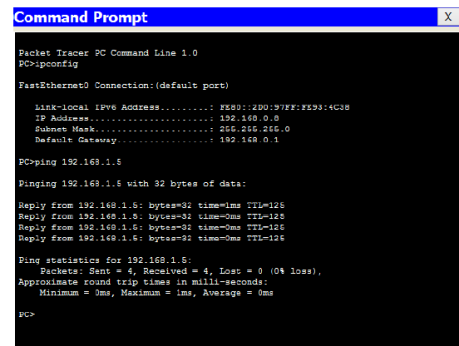 Command Prompt X
Packet Tracer PC Command Line 1.0
PC>ipconfig
FastEthernet0 Connection:(default port)
Link-local IPv6 Address.........: FE80::2D0:97FF:FE93:4C38
IP Address......................: 192.168.0.8
Subnet Mask.....................: 255.255.255.0
Default Gateway.................: 192.168.0.1
PC>ping 192.168.1.5
Pinging 192.168.1.5 with 32 bytes of data:
Reply from 192.168.1.5: bytes=32 time=1ms TTL=126
Reply from 192.168.1.5: bytes=32 time=0ms TTL=126
Reply from 192.168.1.5: bytes=32 time=0ms TTL=126
Reply from 192.168.1.5: bytes=32 time=0ms TTL=126
Ping statistics for 192.168.1.5:
Packets: Sent = 4, Received = 4, Lost = 0 (0% loss),
Approximate round trip times in milli-seconds:
Minimum = 0ms, Maximum = 1ms, Average = 0ms
PC>